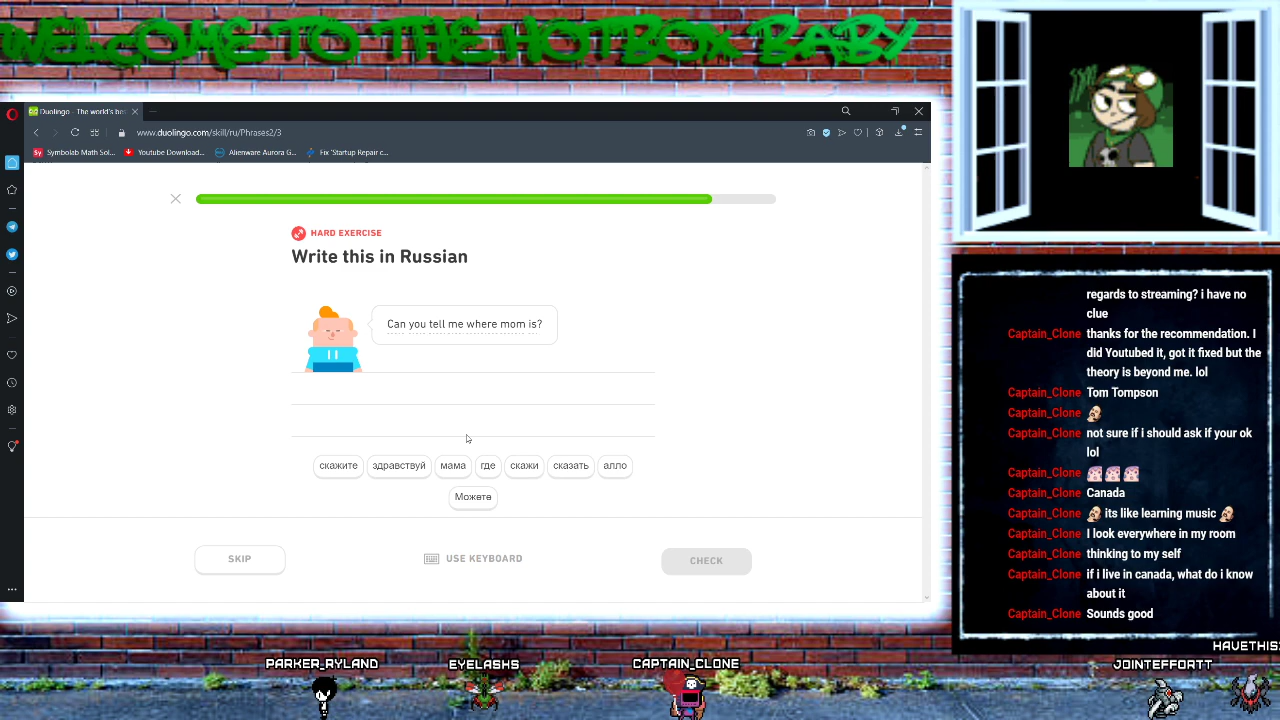 WELCOME TO THE HOTBOX BABY
Duolingo - The world's be
www.duolingo.com/skill/ru/Phrases2/3
Sy Symbolab Math Sol... Youtube Download... Alienware Aurora G... Fix 'Startup Repair c...
HARD EXERCISE
Write this in Russian
Can you tell me where mom is?
скажите здравствуй мама где скажи сказать алло
Можете
SKIP USE KEYBOARD CHECK
regards to streaming? i have no
clue
Captain_Clone thanks for the recommendation. I
did Youtubed it, got it fixed but the
theory is beyond me. lol
Captain_Clone Tom Tompson
Captain_Clone
Captain_Clone not sure if i should ask if your ok
lol
Captain_Clone
Captain_Clone Canada
Captain_Clone its like learning music
Captain_Clone I look everywhere in my room
Captain_Clone thinking to my self
Captain_Clone if i live in canada, what do i know
about it
Captain_Clone Sounds good
PARKER_RYLAND EYELASHS CAPTAIN_CLONE JOINTEFFORTT HAVETHIS